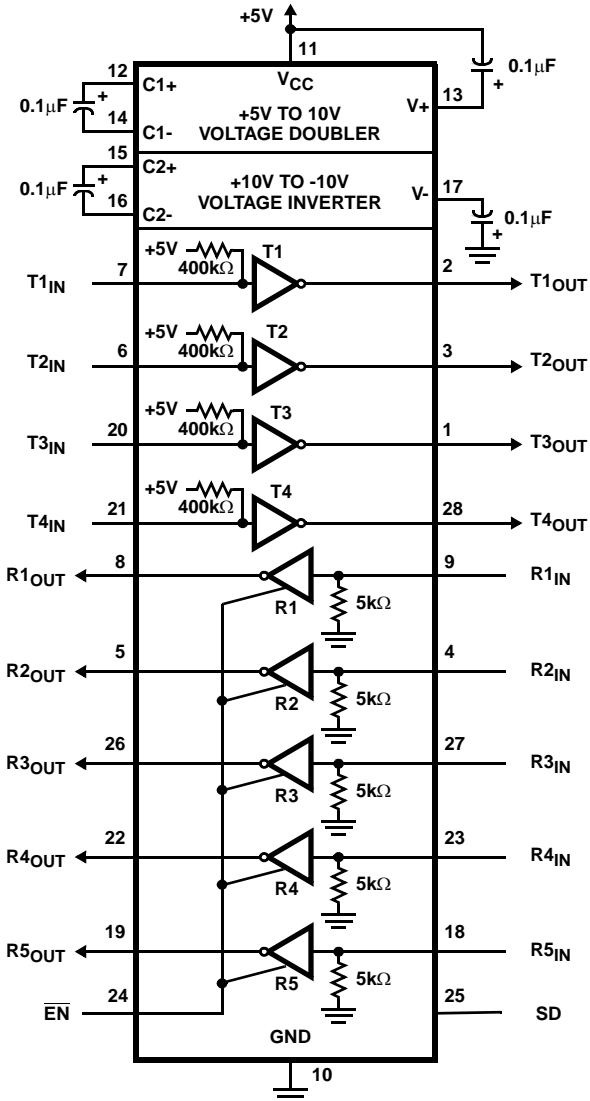 +5V
11
VCC
12
C1+
0.1µF
+
14
C1-
+5V TO 10V
VOLTAGE DOUBLER
V+
13
+
0.1µF
15
C2+
0.1µF
+
16
C2-
+10V TO -10V
VOLTAGE INVERTER
V-
17
+
0.1µF
T1IN
7
+5V
400kΩ
T1
2
T1OUT
T2IN
6
+5V
400kΩ
T2
3
T2OUT
T3IN
20
+5V
400kΩ
T3
1
T3OUT
T4IN
21
+5V
400kΩ
T4
28
T4OUT
R1OUT
8
R1
5kΩ
9
R1IN
R2OUT
5
R2
5kΩ
4
R2IN
R3OUT
26
R3
5kΩ
27
R3IN
R4OUT
22
R4
5kΩ
23
R4IN
R5OUT
19
R5
5kΩ
18
R5IN
EN
24
25
SD
GND
10